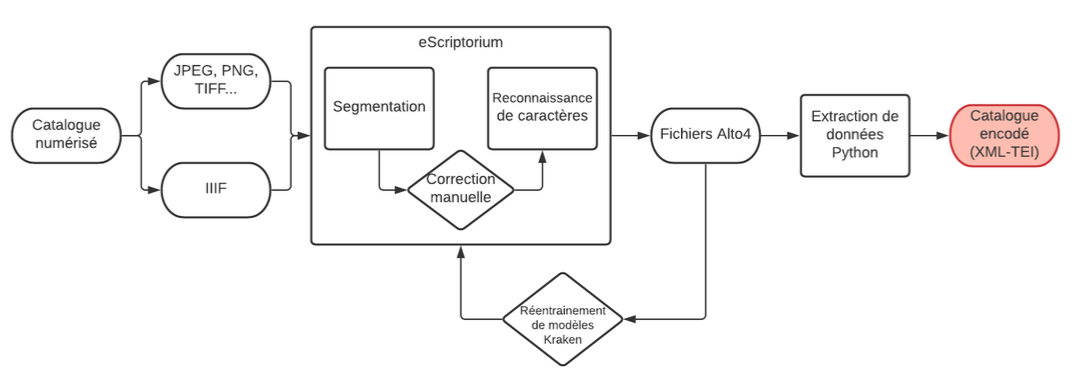 Catalogue
numérisé
JPEG, PNG,
TIFF...
IIIF
eScriptorium
Segmentation
Correction
manuelle
Reconnaissance
de caractères
Fichiers Alto4
Extraction de
données
Python
Catalogue
encodé
(XML-TEI)
Réentrainement
de modèles
Kraken